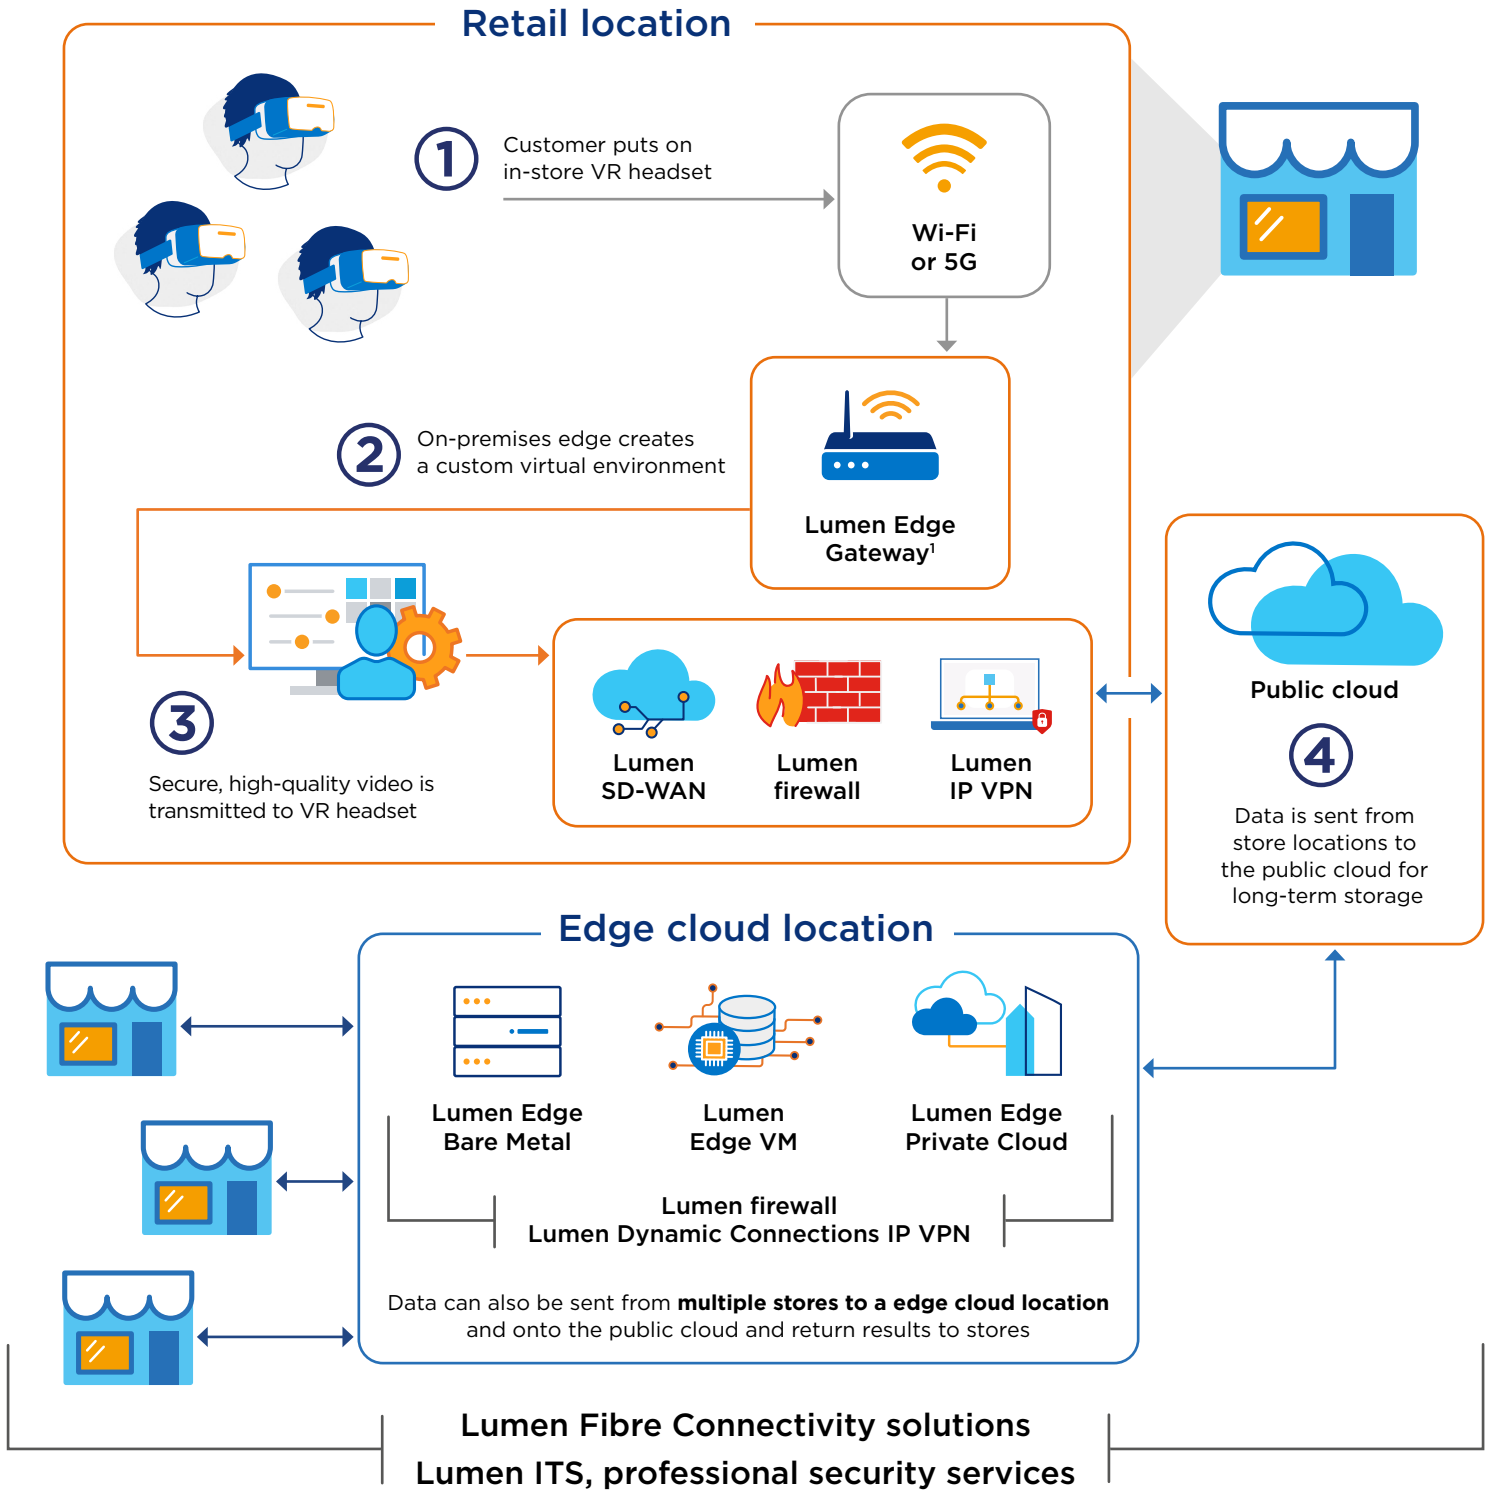 Retail location
1
Customer puts on
in-store VR headset
Wi-Fi
or 5G
2
On-premises edge creates
a custom virtual environment
Lumen Edge
Gateway¹
3
Secure, high-quality video is
transmitted to VR headset
Lumen
SD-WAN
Lumen
firewall
Lumen
IP VPN
Public cloud
4
Data is sent from
store locations to
the public cloud for
long-term storage
Edge cloud location
Lumen Edge
Bare Metal
Lumen
Edge VM
Lumen Edge
Private Cloud
Lumen firewall
Lumen Dynamic Connections IP VPN
Data can also be sent from multiple stores to a edge cloud location
and onto the public cloud and return results to stores
Lumen Fibre Connectivity solutions
Lumen ITS, professional security services